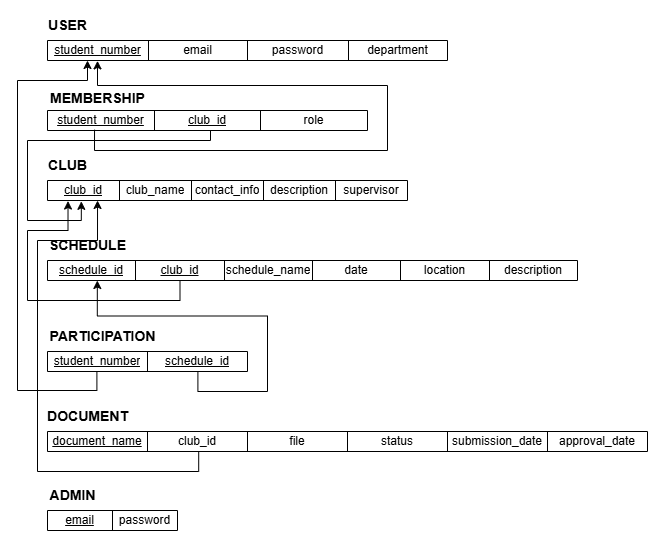 USER
student_number email password department
MEMBERSHIP
student_number club_id role
CLUB
club_id club_name contact_info description supervisor
SCHEDULE
schedule_id club_id schedule_name date location description
PARTICIPATION
student_number schedule_id
DOCUMENT
document_name club_id file status submission_date approval_date
ADMIN
email password